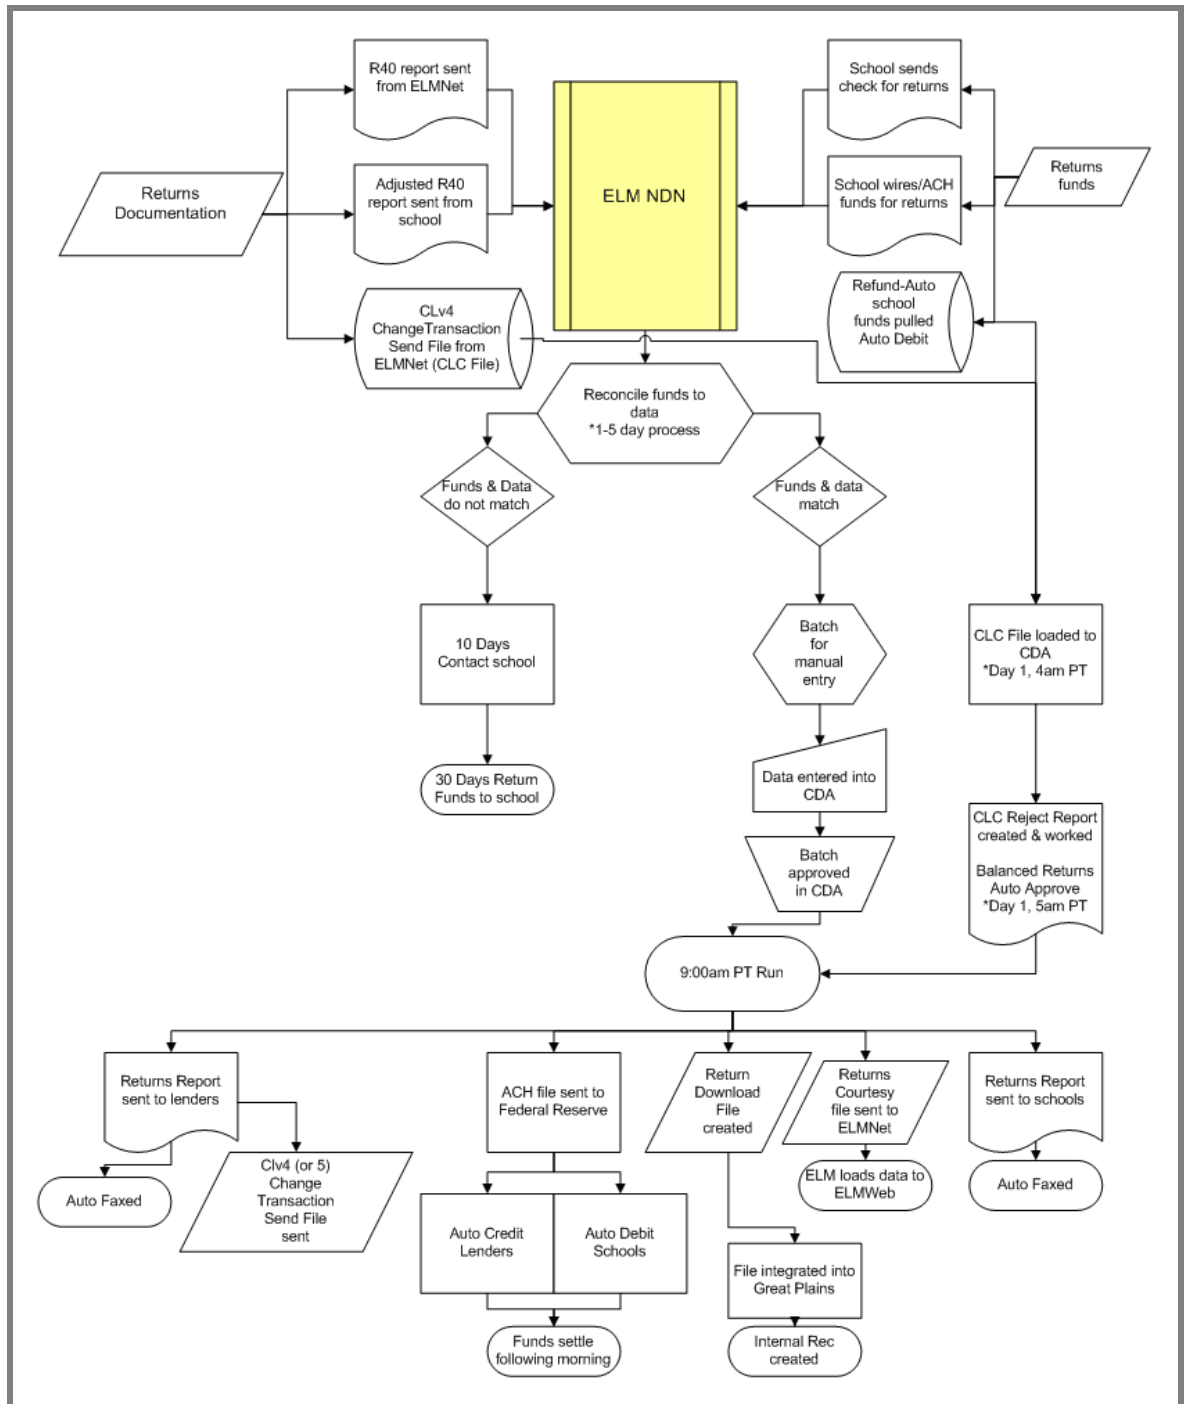 R40 report sent
from ELMNet
School sends
check for returns
ELM NDN
Returns
Documentation
Adjusted R40
report sent from
school
School wires/ACH
funds for returns
Returns
funds
CLv4
ChangeTransaction
Send File from
ELMNet (CLC File)
Refund-Auto
school
funds pulled
Auto Debit
Reconcile funds to
data
*1-5 day process
Funds & Data
do not match
Funds & data
match
10 Days
Contact school
Batch
for
manual
entry
CLC File loaded to
CDA
*Day 1, 4am PT
30 Days Return
Funds to school
Data entered into
CDA
CLC Reject Report
created & worked
Balanced Returns
Auto Approve
*Day 1, 5am PT
Batch
approved
in CDA
9:00am PT Run
Returns Report
sent to lenders
ACH file sent to
Federal Reserve
Return
Download
File
created
Returns
Courtesy
file sent to
ELMNet
Returns Report
sent to schools
Auto Faxed
Clv4 (or 5)
Change
Transaction
Send File
sent
ELM loads data to
ELMWeb
Auto Faxed
Auto Credit
Lenders
Auto Debit
Schools
File integrated into
Great Plains
Funds settle
following morning
Internal Rec
created